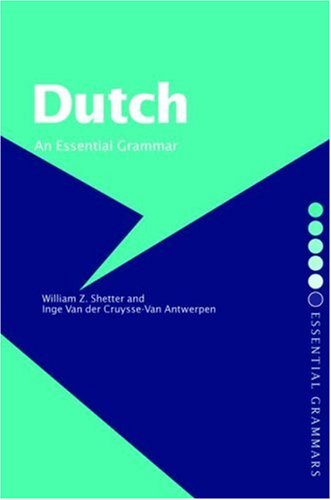 Dutch
An Essential Grammar
William Z. Shetter and
Inge Van der Cruysse-Van Antwerpen
ESSENTIAL GRAMMARS